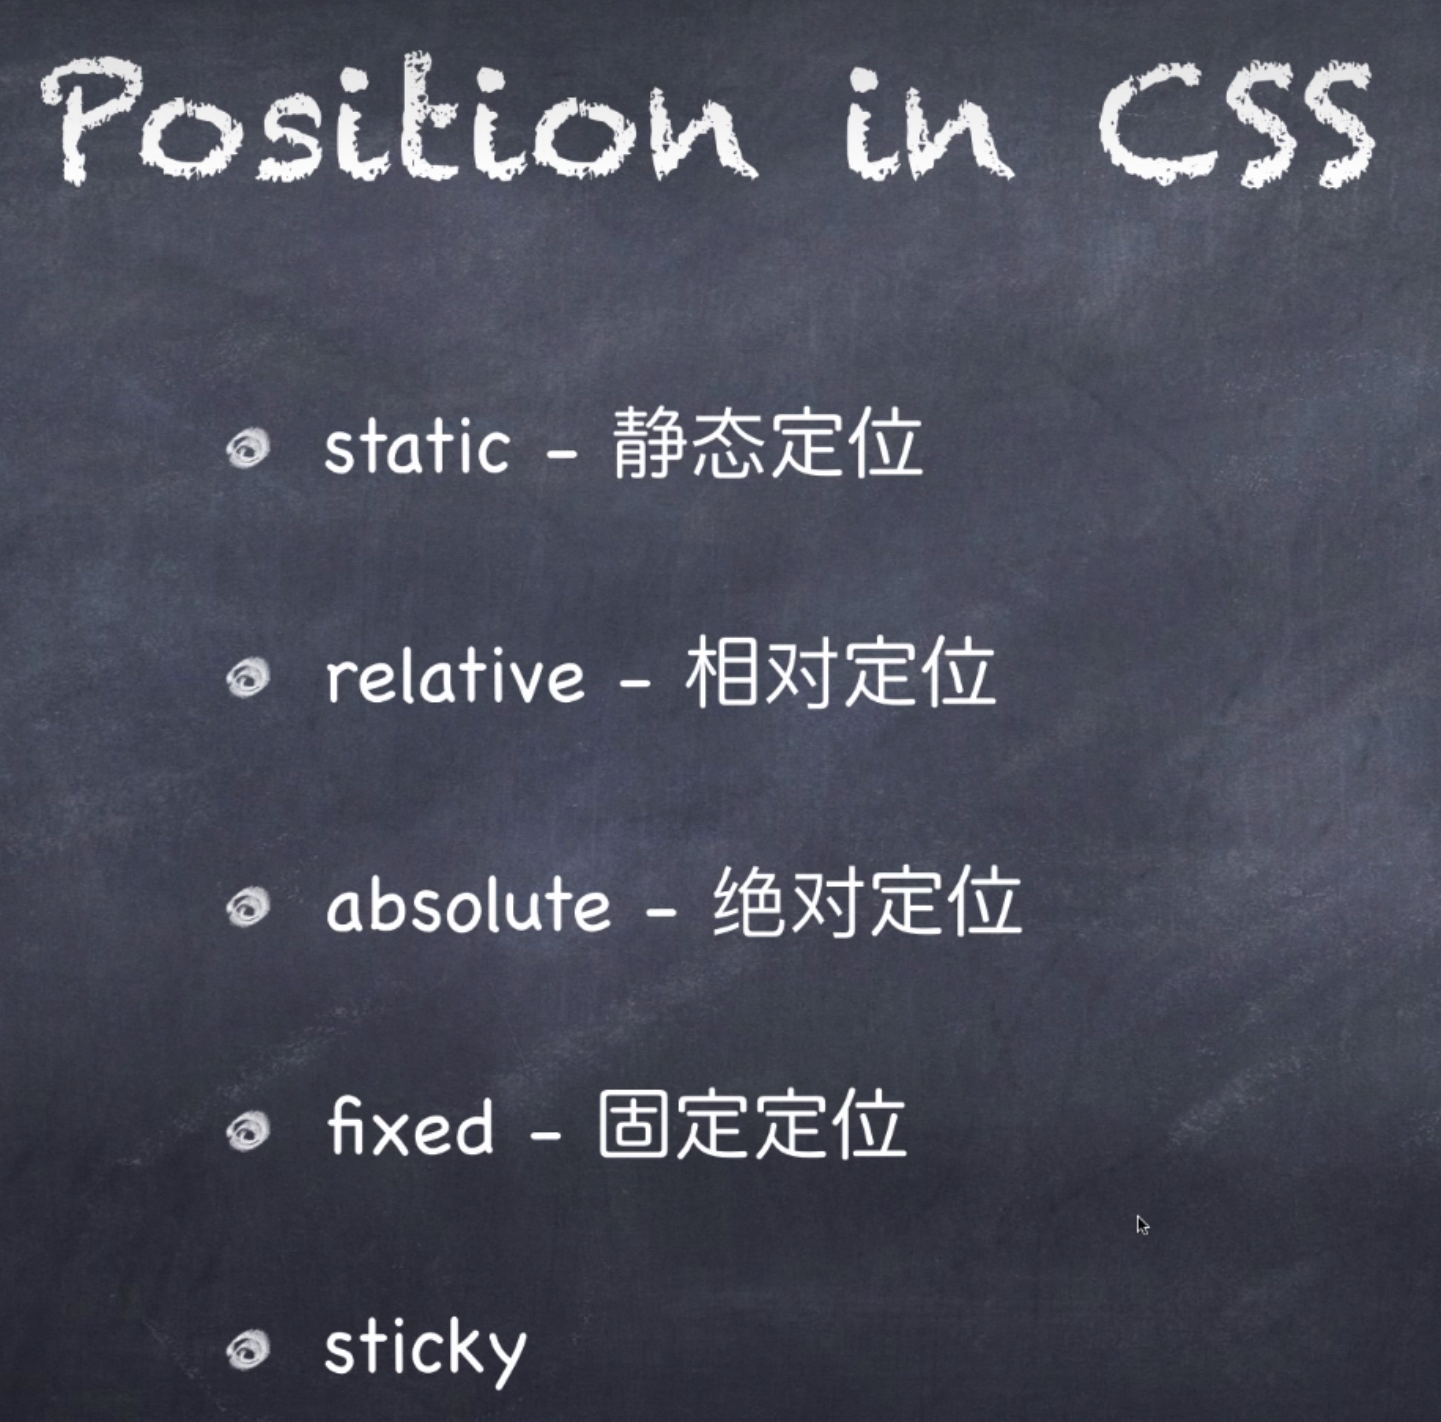 Position in CSS
static - 静态定位
relative - 相对定位
absolute - 绝对定位
fixed - 固定定位
sticky